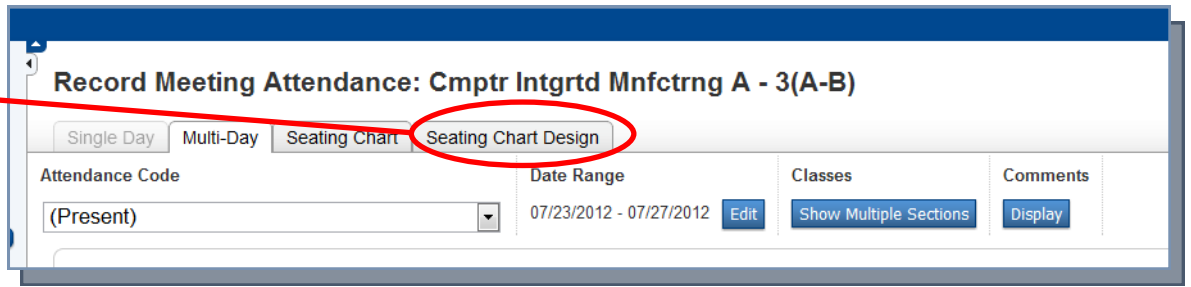 Record Meeting Attendance: Cmptr Intgrtd Mnfctrng A - 3(A-B)
Single Day Multi-Day Seating Chart Seating Chart Design
Attendance Code Date Range Classes Comments
(Present) 07/23/2012 - 07/27/2012 Edit Show Multiple Sections Display